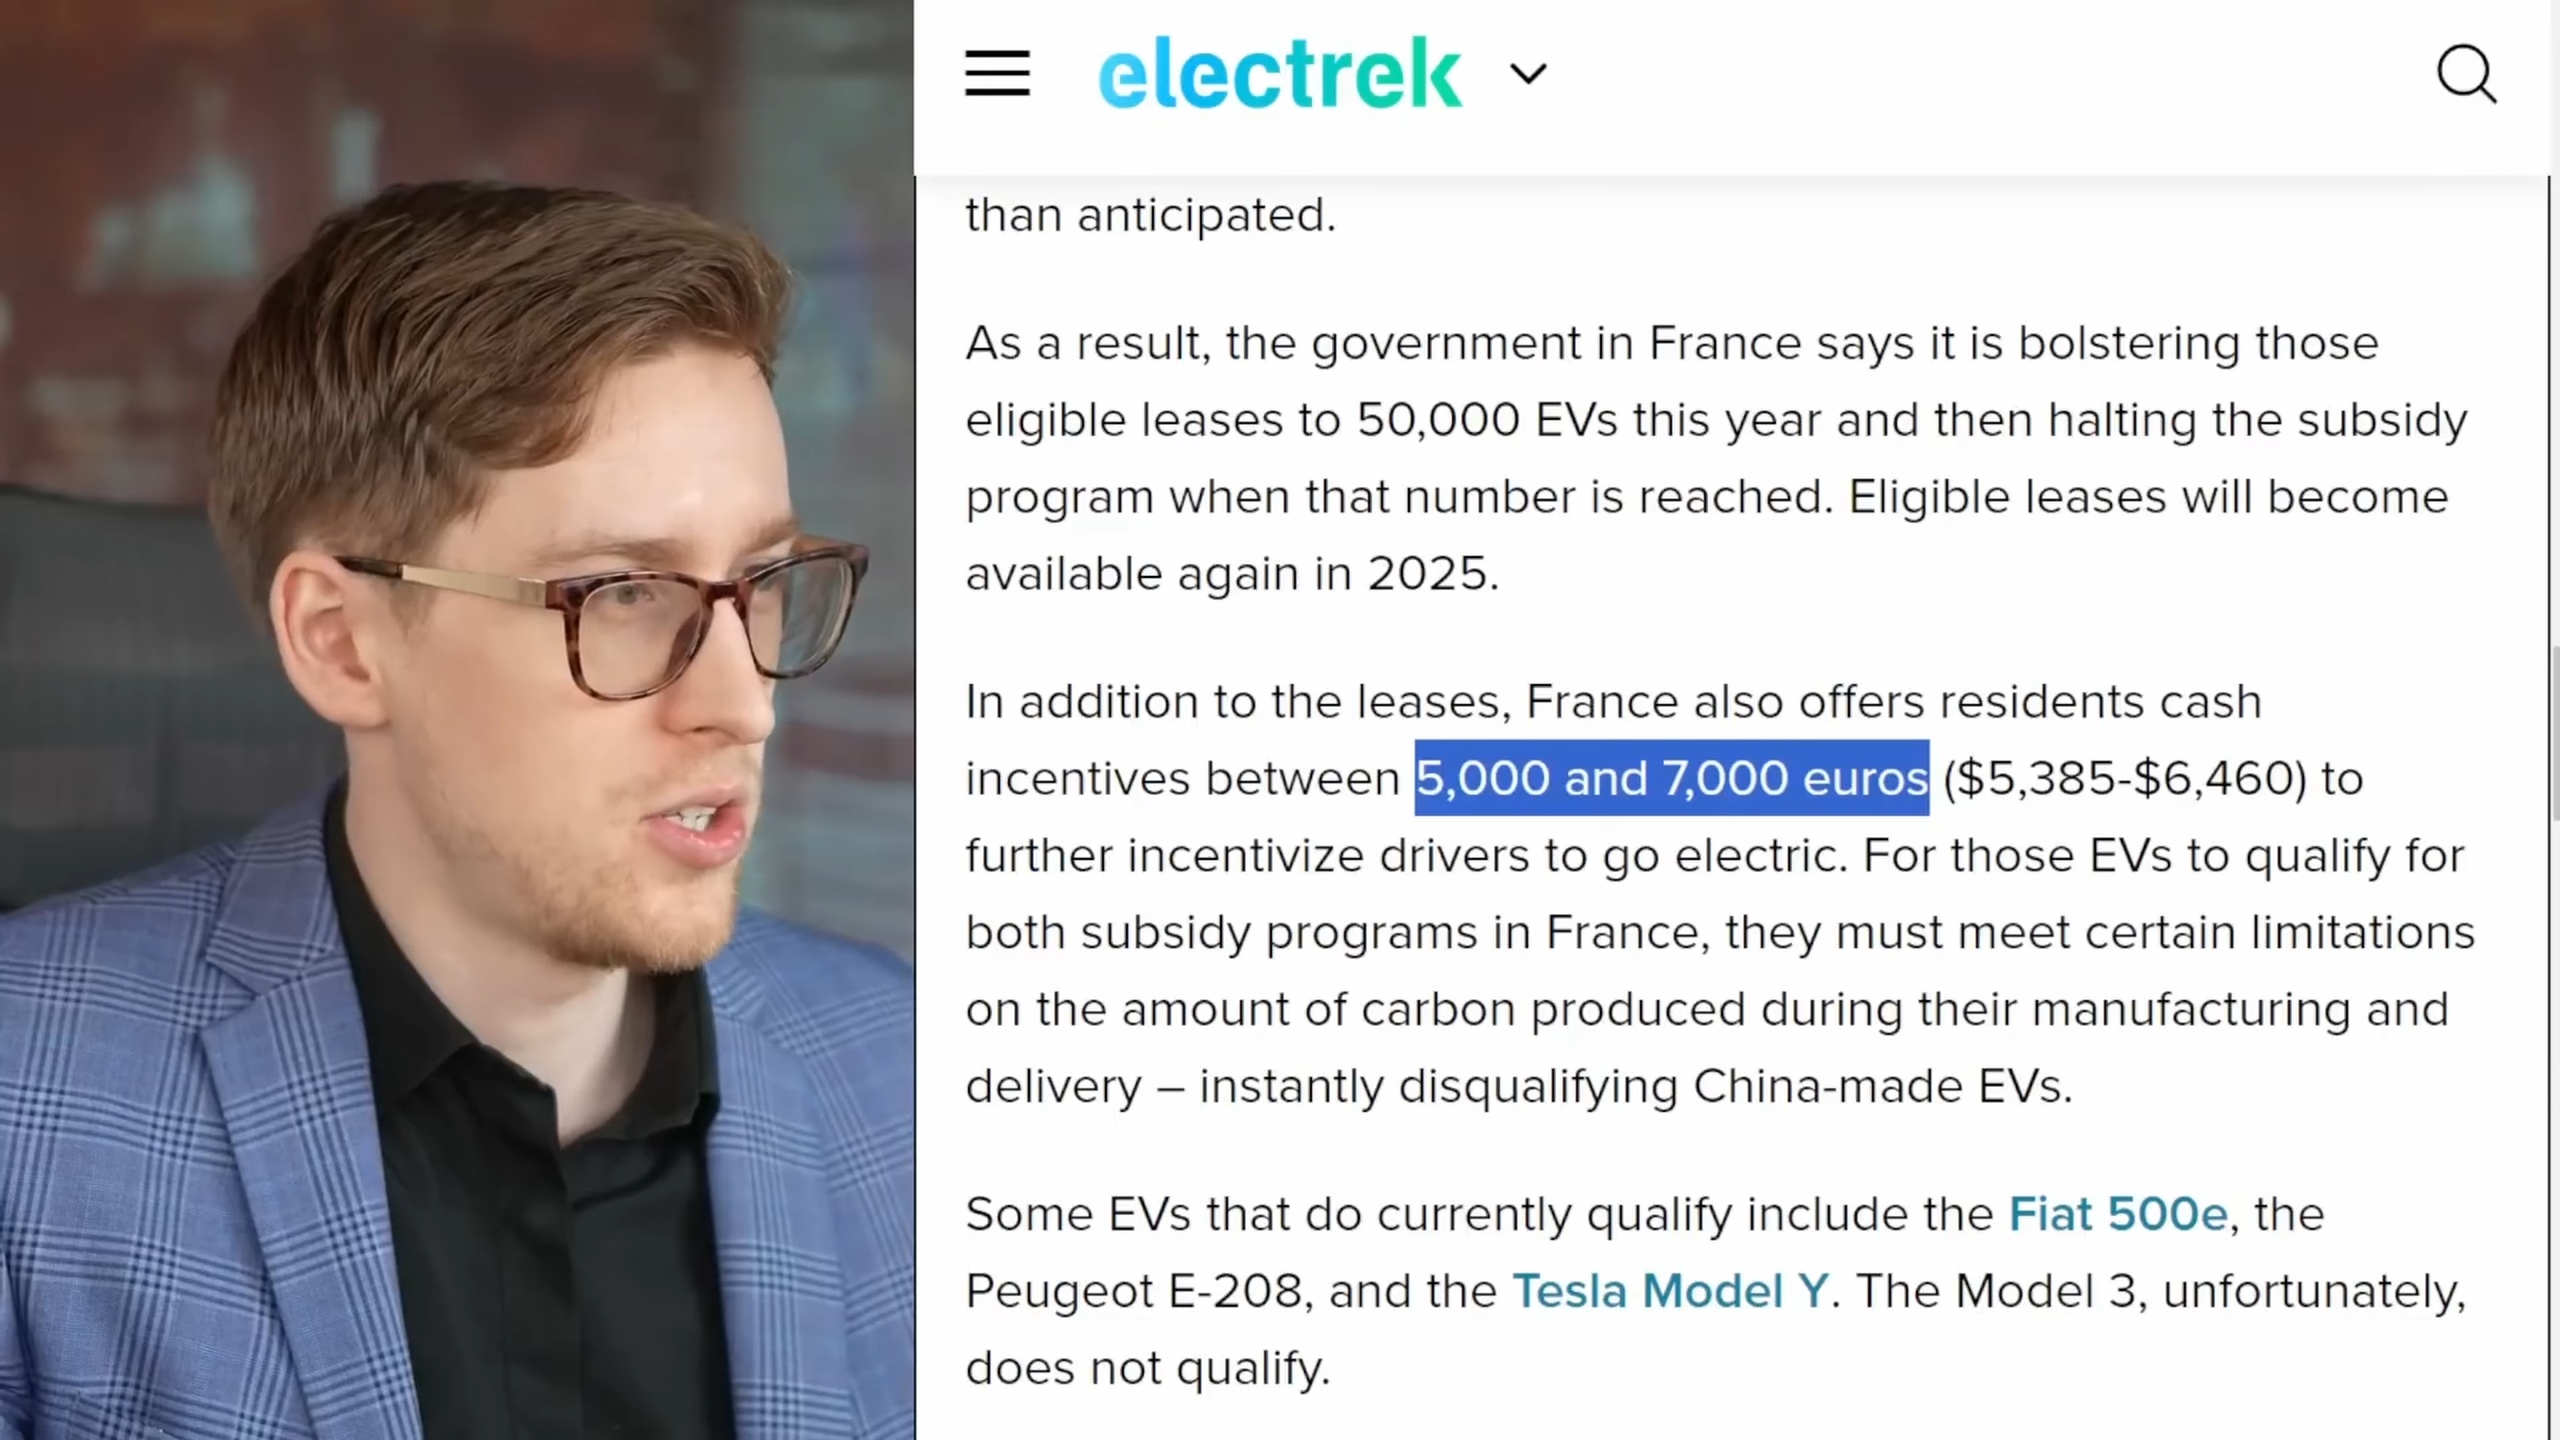 electrek
than anticipated.
As a result, the government in France says it is bolstering those
eligible leases to 50,000 EVs this year and then halting the subsidy
program when that number is reached. Eligible leases will become
available again in 2025.
In addition to the leases, France also offers residents cash
incentives between 5,000 and 7,000 euros ($5,385-$6,460) to
further incentivize drivers to go electric. For those EVs to qualify for
both subsidy programs in France, they must meet certain limitations
on the amount of carbon produced during their manufacturing and
delivery – instantly disqualifying China-made EVs.
Some EVs that do currently qualify include the Fiat 500e, the
Peugeot E-208, and the Tesla Model Y. The Model 3, unfortunately,
does not qualify.